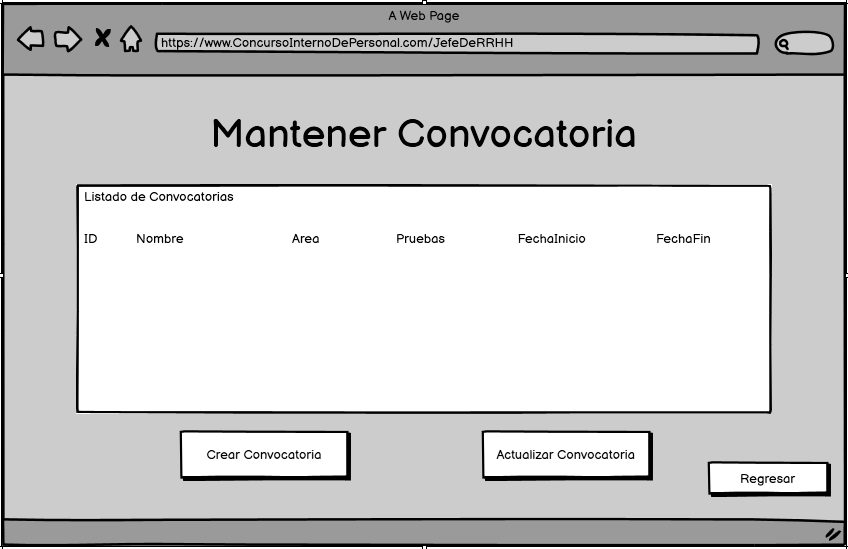 A Web Page
https://www.ConcursoInternoDePersonal.com/JefeDeRRHH
Mantener Convocatoria
Listado de Convocatorias
ID Nombre Area Pruebas FechaInicio FechaFin
Crear Convocatoria Actualizar Convocatoria
Regresar